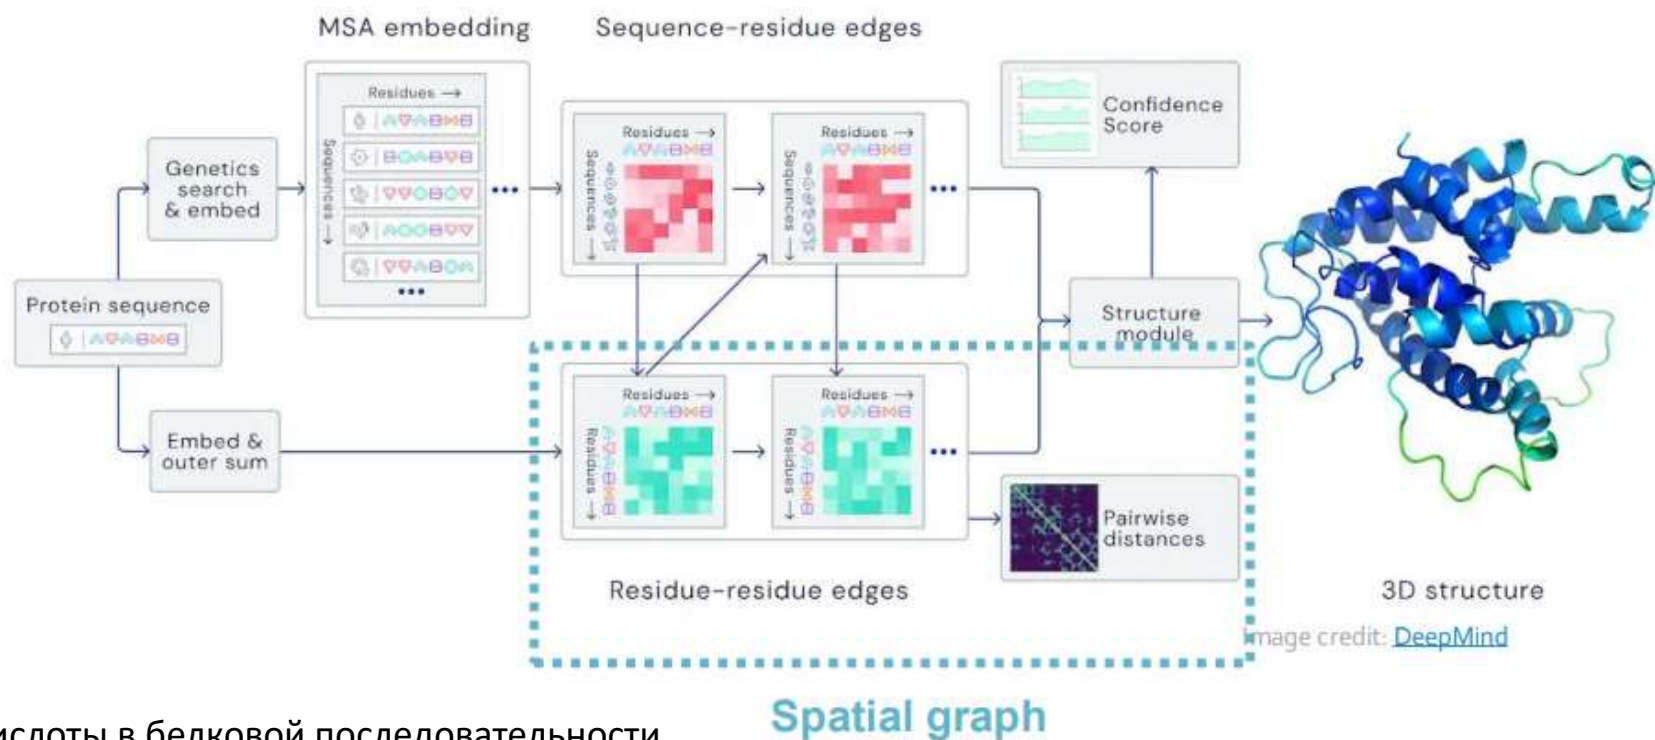 MSA embedding
Sequence-residue edges
Residues →
Sequences →
Genetics
search
& embed
Protein sequence
Embed &
outer sum
Residues →
Sequences →
Residues →
Sequences →
Confidence
Score
Structure
module
Residues →
Residues →
Residues →
Residues →
Pairwise
distances
Residue-residue edges
3D structure
Image credit: DeepMind
Spatial graph
в белковой последовательности